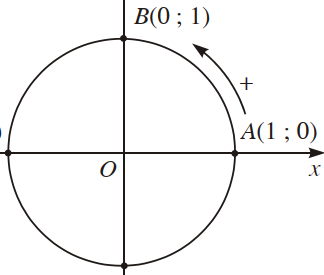 B(0 ; 1)
+
A(1 ; 0)
O
x